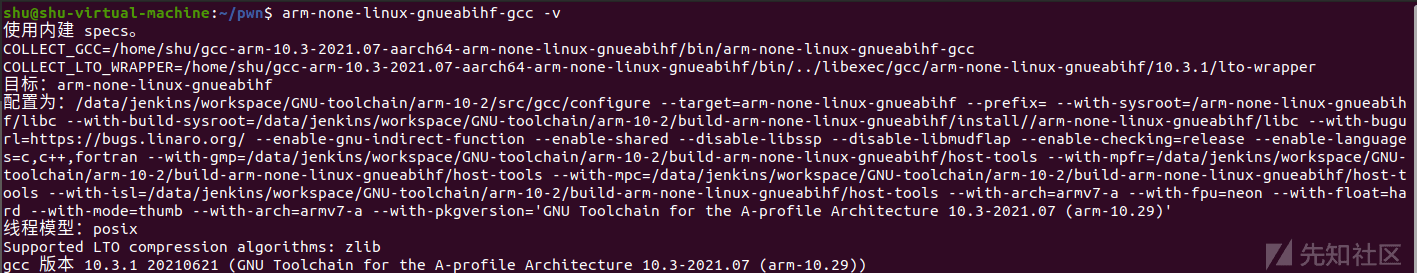 shu@shu-virtual-machine:~/pwn$ arm-none-linux-gnueabihf-gcc -v
使用内建 specs。
COLLECT_GCC=/home/shu/gcc-arm-10.3-2021.07-aarch64-arm-none-linux-gnueabihf/bin/arm-none-linux-gnueabihf-gcc
COLLECT_LTO_WRAPPER=/home/shu/gcc-arm-10.3-2021.07-aarch64-arm-none-linux-gnueabihf/bin/../libexec/gcc/arm-none-linux-gnueabihf/10.3.1/lto-wrapper
目标：arm-none-linux-gnueabihf
配置为：/data/jenkins/workspace/GNU-toolchain/arm-10-2/src/gcc/configure --target=arm-none-linux-gnueabihf --prefix= --with-sysroot=/arm-none-linux-gnueabih
f/libc --with-build-sysroot=/data/jenkins/workspace/GNU-toolchain/arm-10-2/build-arm-none-linux-gnueabihf/install//arm-none-linux-gnueabihf/libc --with-bugu
rl=https://bugs.linaro.org/ --enable-gnu-indirect-function --enable-shared --disable-libssp --disable-libmudflap --enable-checking=release --enable-language
s=c,c++,fortran --with-gmp=/data/jenkins/workspace/GNU-toolchain/arm-10-2/build-arm-none-linux-gnueabihf/host-tools --with-mpfr=/data/jenkins/workspace/GNU-
toolchain/arm-10-2/build-arm-none-linux-gnueabihf/host-tools --with-mpc=/data/jenkins/workspace/GNU-toolchain/arm-10-2/build-arm-none-linux-gnueabihf/host-t
ools --with-isl=/data/jenkins/workspace/GNU-toolchain/arm-10-2/build-arm-none-linux-gnueabihf/host-tools --with-arch=armv7-a --with-fpu=neon --with-float=ha
rd --with-mode=thumb --with-arch=armv7-a --with-pkgversion='GNU Toolchain for the A-profile Architecture 10.3-2021.07 (arm-10.29)'
线程模型：posix
Supported LTO compression algorithms: zlib
gcc 版本 10.3.1 20210621 (GNU Toolchain for the A-profile Architecture 10.3-2021.07 (arm-10.29))
先知社区